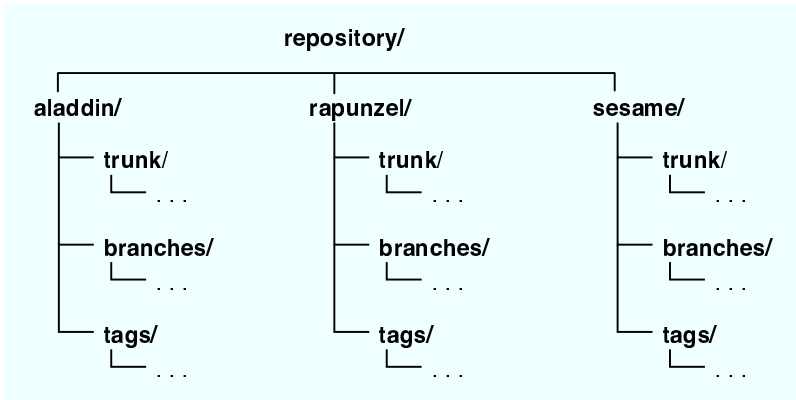 repository/
aladdin/ rapunzel/ sesame/
trunk/ trunk/ trunk/
. . . . . . . . .
branches/ branches/ branches/
. . . . . . . . .
tags/ tags/ tags/
. . . . . . . . .